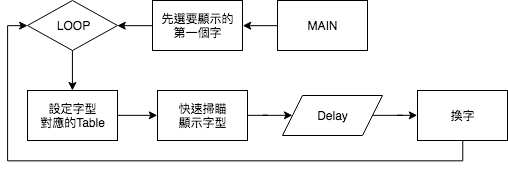 LOOP
先選要顯示的
第一個字
MAIN
設定字型
對應的Table
快速掃瞄
顯示字型
Delay
換字